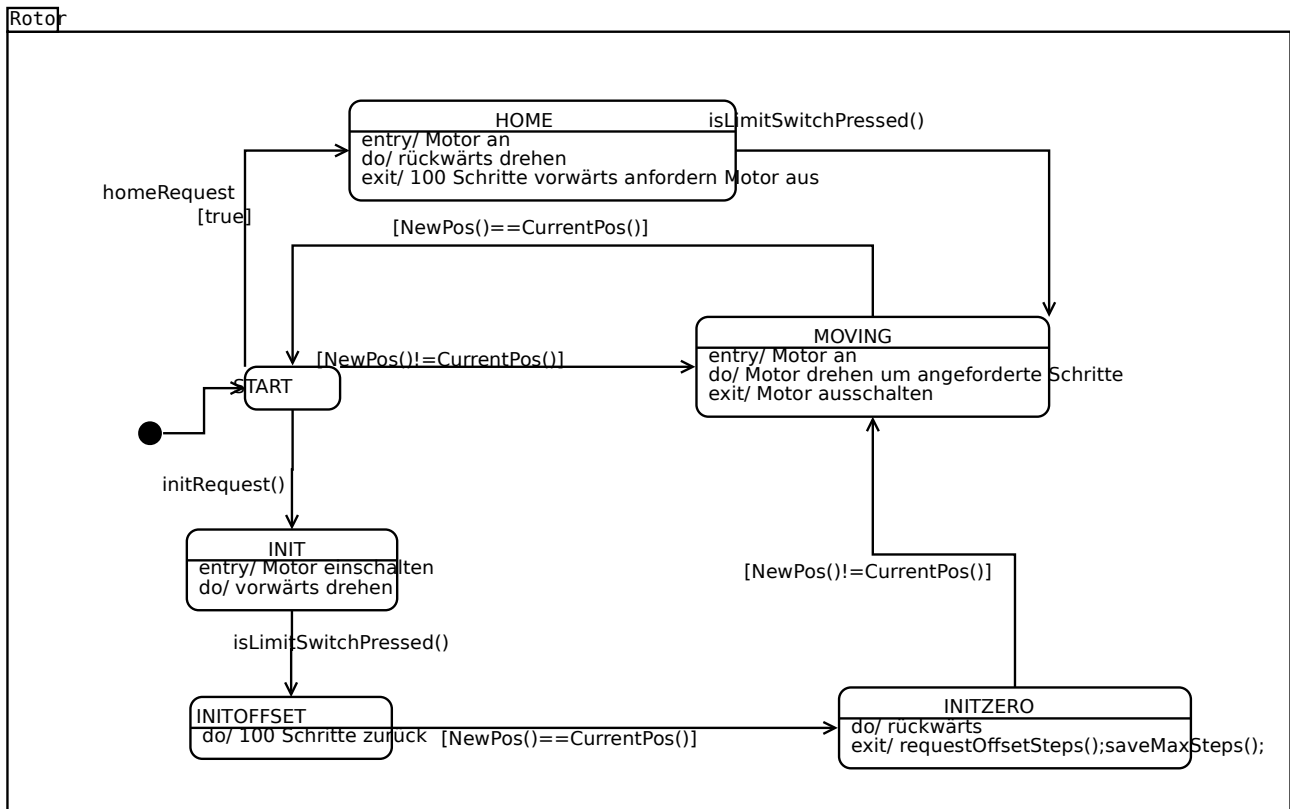 Rotor
HOME
entry/ Motor an
do/ rückwärts drehen
exit/ 100 Schritte vorwärts anfordern Motor aus
isLimitSwitchPressed()
homeRequest
[true]
[NewPos()==CurrentPos()]
MOVING
entry/ Motor an
do/ Motor drehen um angeforderte Schritte
exit/ Motor ausschalten
[NewPos()!=CurrentPos()]
START
initRequest()
INIT
entry/ Motor einschalten
do/ vorwärts drehen
[NewPos()!=CurrentPos()]
isLimitSwitchPressed()
INITOFFSET
do/ 100 Schritte zurück
[NewPos()==CurrentPos()]
INITZERO
do/ rückwärts
exit/ requestOffsetSteps();saveMaxSteps();